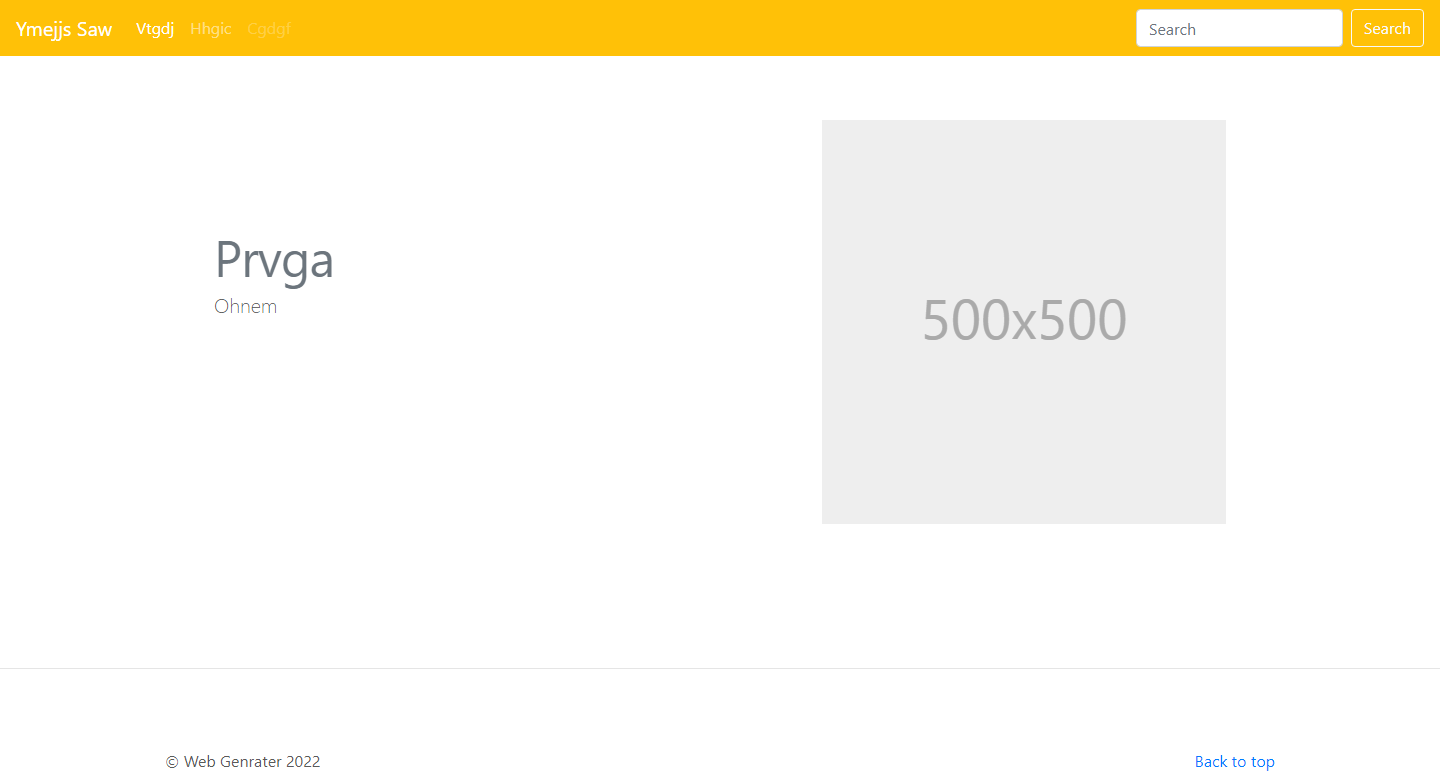 Ymejjs Saw Vtgdj Hhgic Cgdgf Search Search
Prvga
Ohnem
500x500
© Web Genrater 2022 Back to top